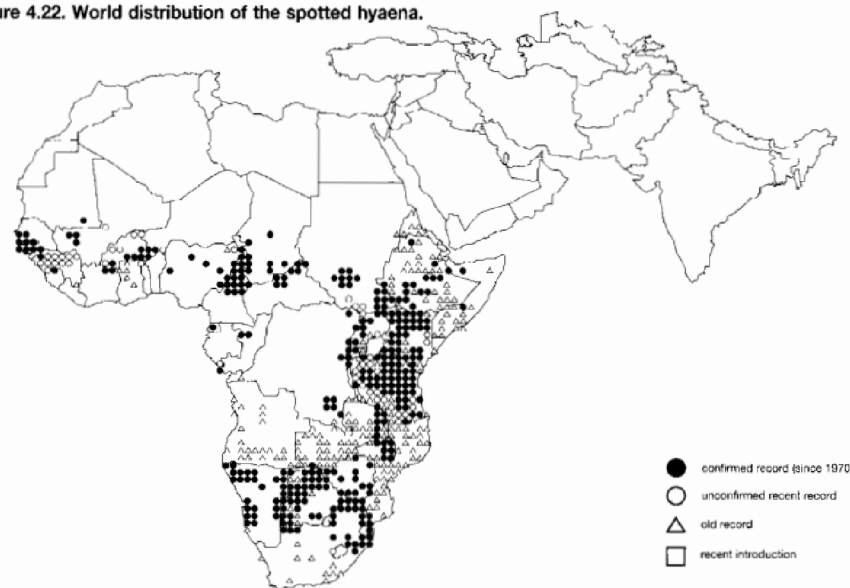 ure 4.22. World distribution of the spotted hyaena.
confirmed record (since 1970
unconfirmed recent record
old record
recent introduction